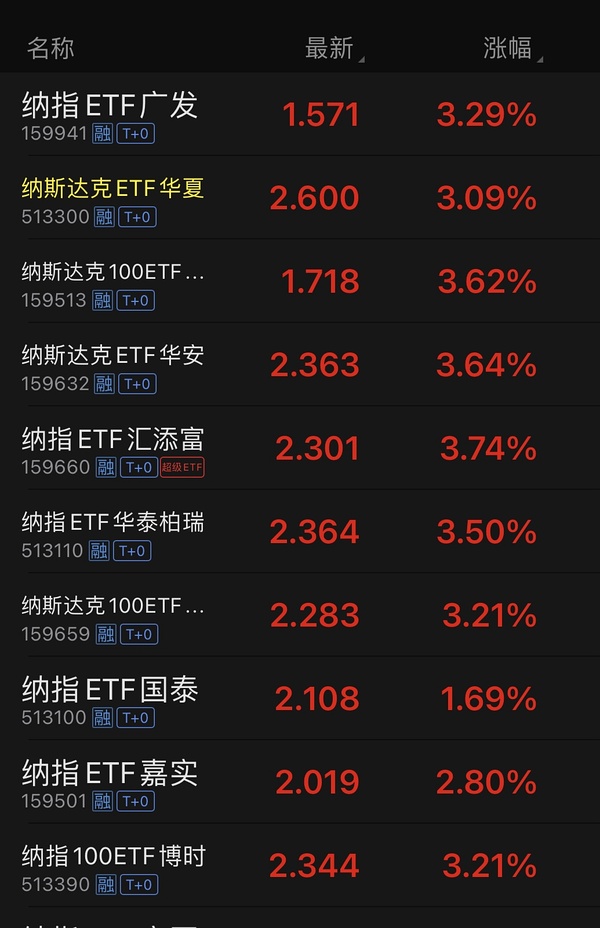 名称 最新 涨幅
纳指ETF广发 1.571 3.29%
159941 融 T+0
纳斯达克ETF华夏 2.600 3.09%
513300 融 T+0
纳斯达克100ETF... 1.718 3.62%
159513 融 T+0
纳斯达克ETF华安 2.363 3.64%
159632 融 T+0
纳指ETF汇添富 2.301 3.74%
159660 融 T+0 超级ETF
纳指ETF华泰柏瑞 2.364 3.50%
513110 融 T+0
纳斯达克100ETF... 2.283 3.21%
159659 融 T+0
纳指ETF国泰 2.108 1.69%
513100 融 T+0
纳指ETF嘉实 2.019 2.80%
159501 融 T+0
纳指100ETF博时 2.344 3.21%
513390 融 T+0